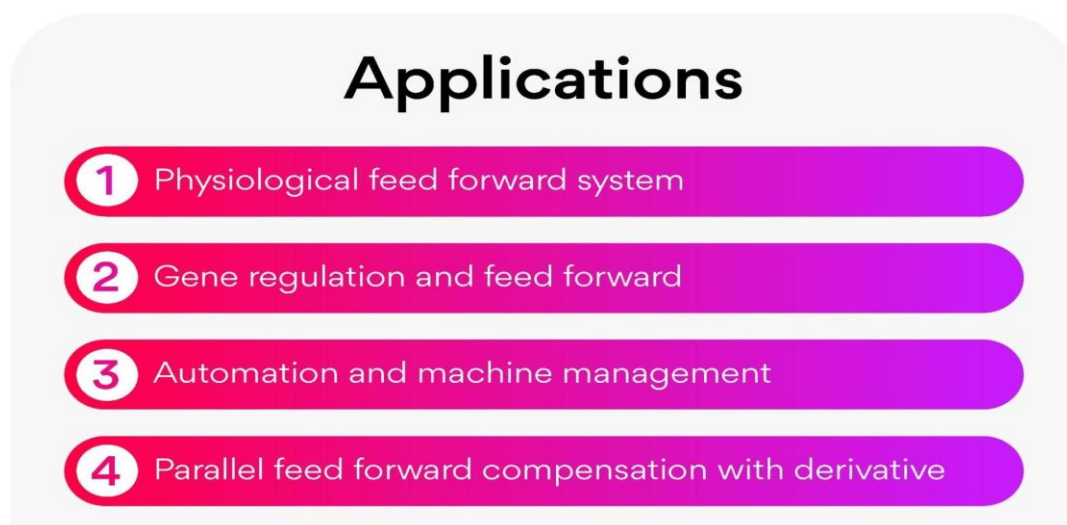 Applications
1 Physiological feed forward system
2 Gene regulation and feed forward
3 Automation and machine management
4 Parallel feed forward compensation with derivative